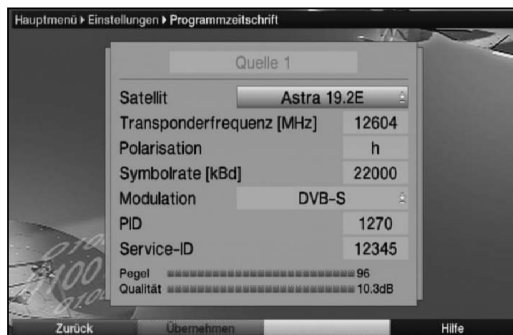 Hauptmenü ▸ Einstellungen ▸ Programmzeitschrift
Quelle 1
Satellit Astra 19.2E
Transponderfrequenz [MHz] 12604
Polarisation h
Symbolrate [kBd] 22000
Modulation DVB-S
PID 1270
Service-ID 12345
Pegel 96
Qualität 10.3dB
Zurück Übernehmen Hilfe